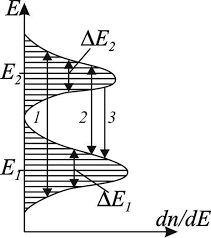 E
ΔE₂
E₂
1 2 3
E₁
ΔE₁
dn/dE